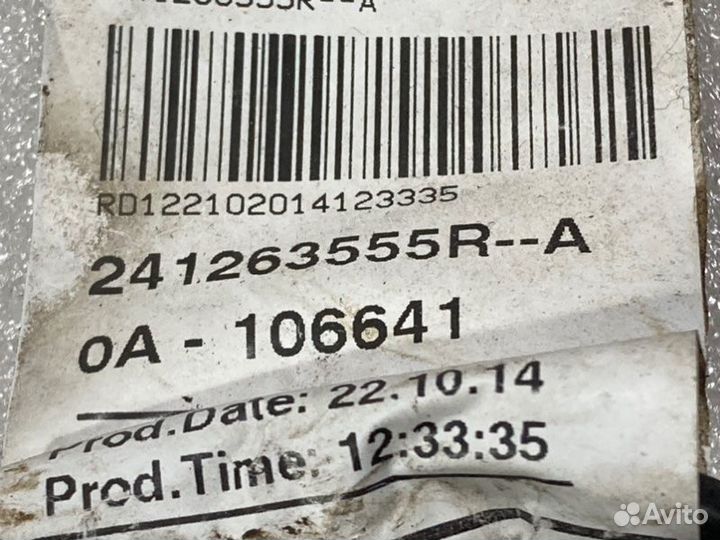 RD122102014123335
241263555R--A
0A - 106641
Prod.Date: 22.10.14
Prod.Time: 12:33:35
Avito